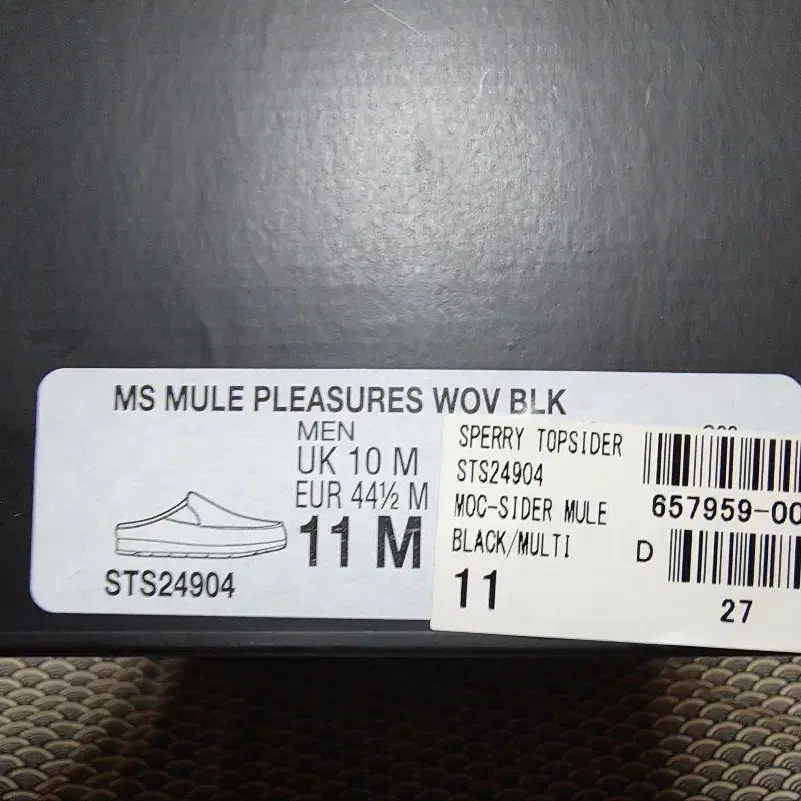 MS MULE PLEASURES WOV BLK
MEN
UK 10 M
EUR 44½ M
11 M
STS24904
SPERRY TOPSIDER
STS24904
MOC-SIDER MULE
BLACK/MULTI
11
657959-00
D
27